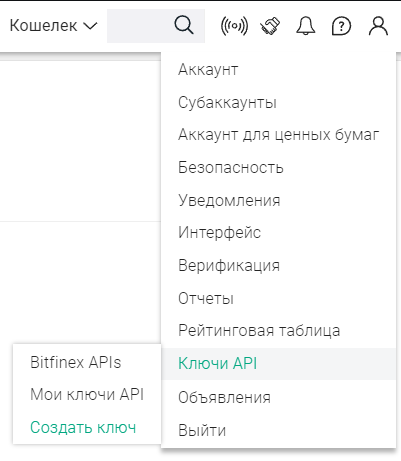 Кошелек
Аккаунт
Субаккаунты
Аккаунт для ценных бумаг
Безопасность
Уведомления
Интерфейс
Верификация
Отчеты
Рейтинговая таблица
Ключи API
Объявления
Выйти
Bitfinex APIs
Мои ключи API
Создать ключ